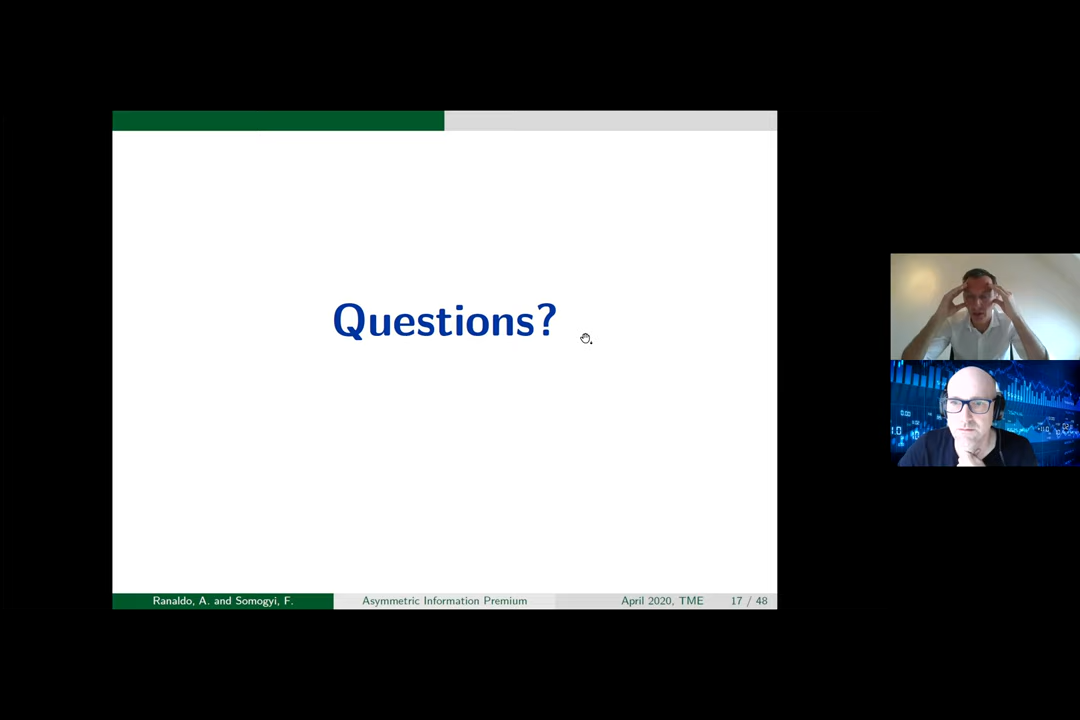 Questions?
Ranaldo, A. and Somogyi, F. Asymmetric Information Premium April 2020, TME 17 / 48